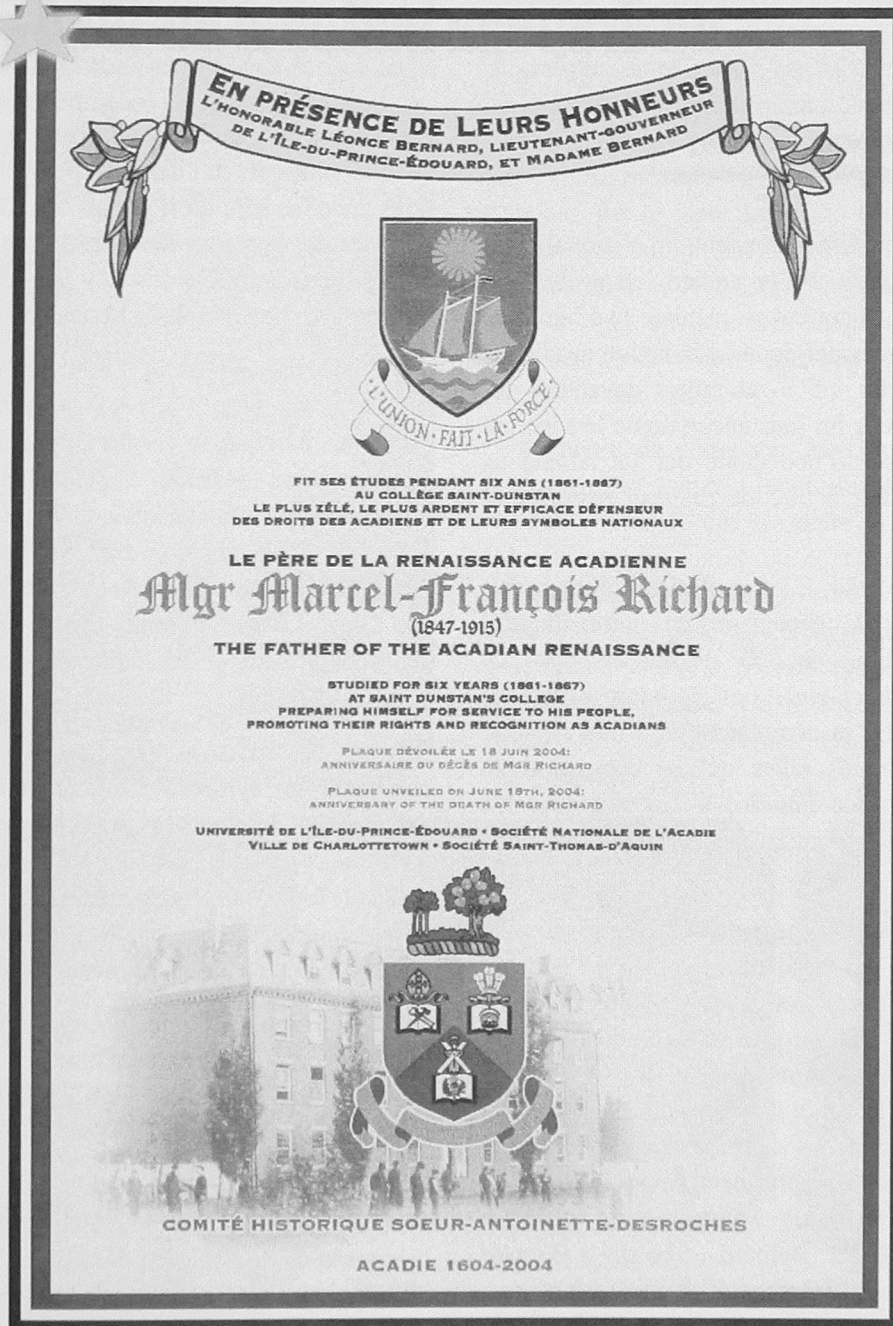 EN PRÉSENCE DE LEURS HONNEURS
L'HONORABLE LÉONCE BERNARD, LIEUTENANT-GOUVERNEUR
DE L'ÎLE-DU-PRINCE-ÉDOUARD, ET MADAME BERNARD
L'UNION · FAIT · LA · FORCE
FIT SES ÉTUDES PENDANT SIX ANS (1861-1867)
AU COLLÈGE SAINT-DUNSTAN
LE PLUS ZÉLÉ, LE PLUS ARDENT ET EFFICACE DÉFENSEUR
DES DROITS DES ACADIENS ET DE LEURS SYMBOLES NATIONAUX
LE PÈRE DE LA RENAISSANCE ACADIENNE
Mgr Marcel-François Richard
(1847-1915)
THE FATHER OF THE ACADIAN RENAISSANCE
STUDIED FOR SIX YEARS (1861-1867)
AT SAINT DUNSTAN'S COLLEGE
PREPARING HIMSELF FOR SERVICE TO HIS PEOPLE,
PROMOTING THEIR RIGHTS AND RECOGNITION AS ACADIANS
PLAQUE DÉVOILÉE LE 18 JUIN 2004:
ANNIVERSAIRE DU DÉCÈS DE MGR RICHARD
PLAQUE UNVEILED ON JUNE 18TH, 2004:
ANNIVERSARY OF THE DEATH OF MGR RICHARD
UNIVERSITÉ DE L'ÎLE-DU-PRINCE-ÉDOUARD • SOCIÉTÉ NATIONALE DE L'ACADIE
VILLE DE CHARLOTTETOWN • SOCIÉTÉ SAINT-THOMAS-D'AQUIN
COMITÉ HISTORIQUE SOEUR-ANTOINETTE-DESROCHES
ACADIE 1604-2004